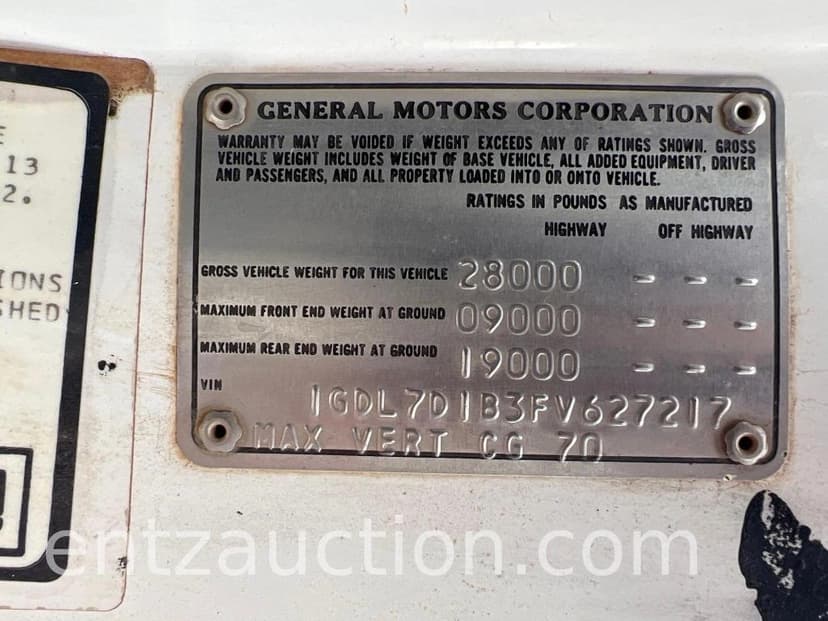 E
13
2.
IONS
SHED
GENERAL MOTORS CORPORATION
WARRANTY MAY BE VOIDED IF WEIGHT EXCEEDS ANY OF RATINGS SHOWN. GROSS
VEHICLE WEIGHT INCLUDES WEIGHT OF BASE VEHICLE, ALL ADDED EQUIPMENT, DRIVER
AND PASSENGERS, AND ALL PROPERTY LOADED INTO OR ONTO VEHICLE.
RATINGS IN POUNDS AS MANUFACTURED
HIGHWAY OFF HIGHWAY
GROSS VEHICLE WEIGHT FOR THIS VEHICLE 28000 - - -
MAXIMUM FRONT END WEIGHT AT GROUND 09000 - - -
MAXIMUM REAR END WEIGHT AT GROUND 19000 - - -
VIN
1GDL7D1B3FV627217
MAX VERT CG 70
entzauction.com